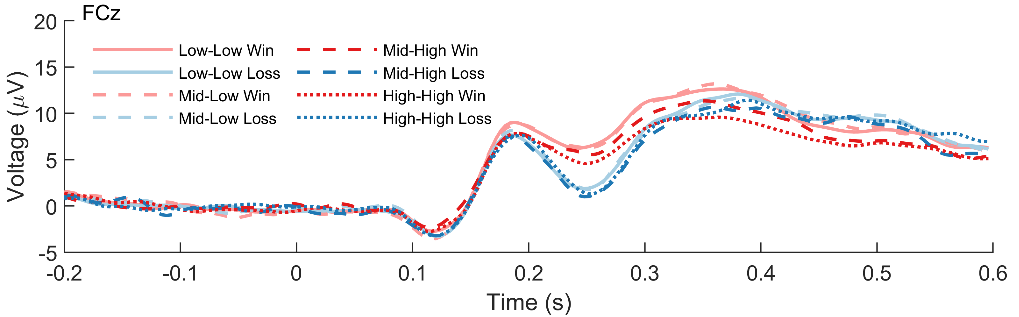 FCz
20
15
10
5
0
-5
Voltage (μV)
Low-Low Win
Low-Low Loss
Mid-Low Win
Mid-Low Loss
Mid-High Win
Mid-High Loss
High-High Win
High-High Loss
-0.2 -0.1 0 0.1 0.2 0.3 0.4 0.5 0.6
Time (s)